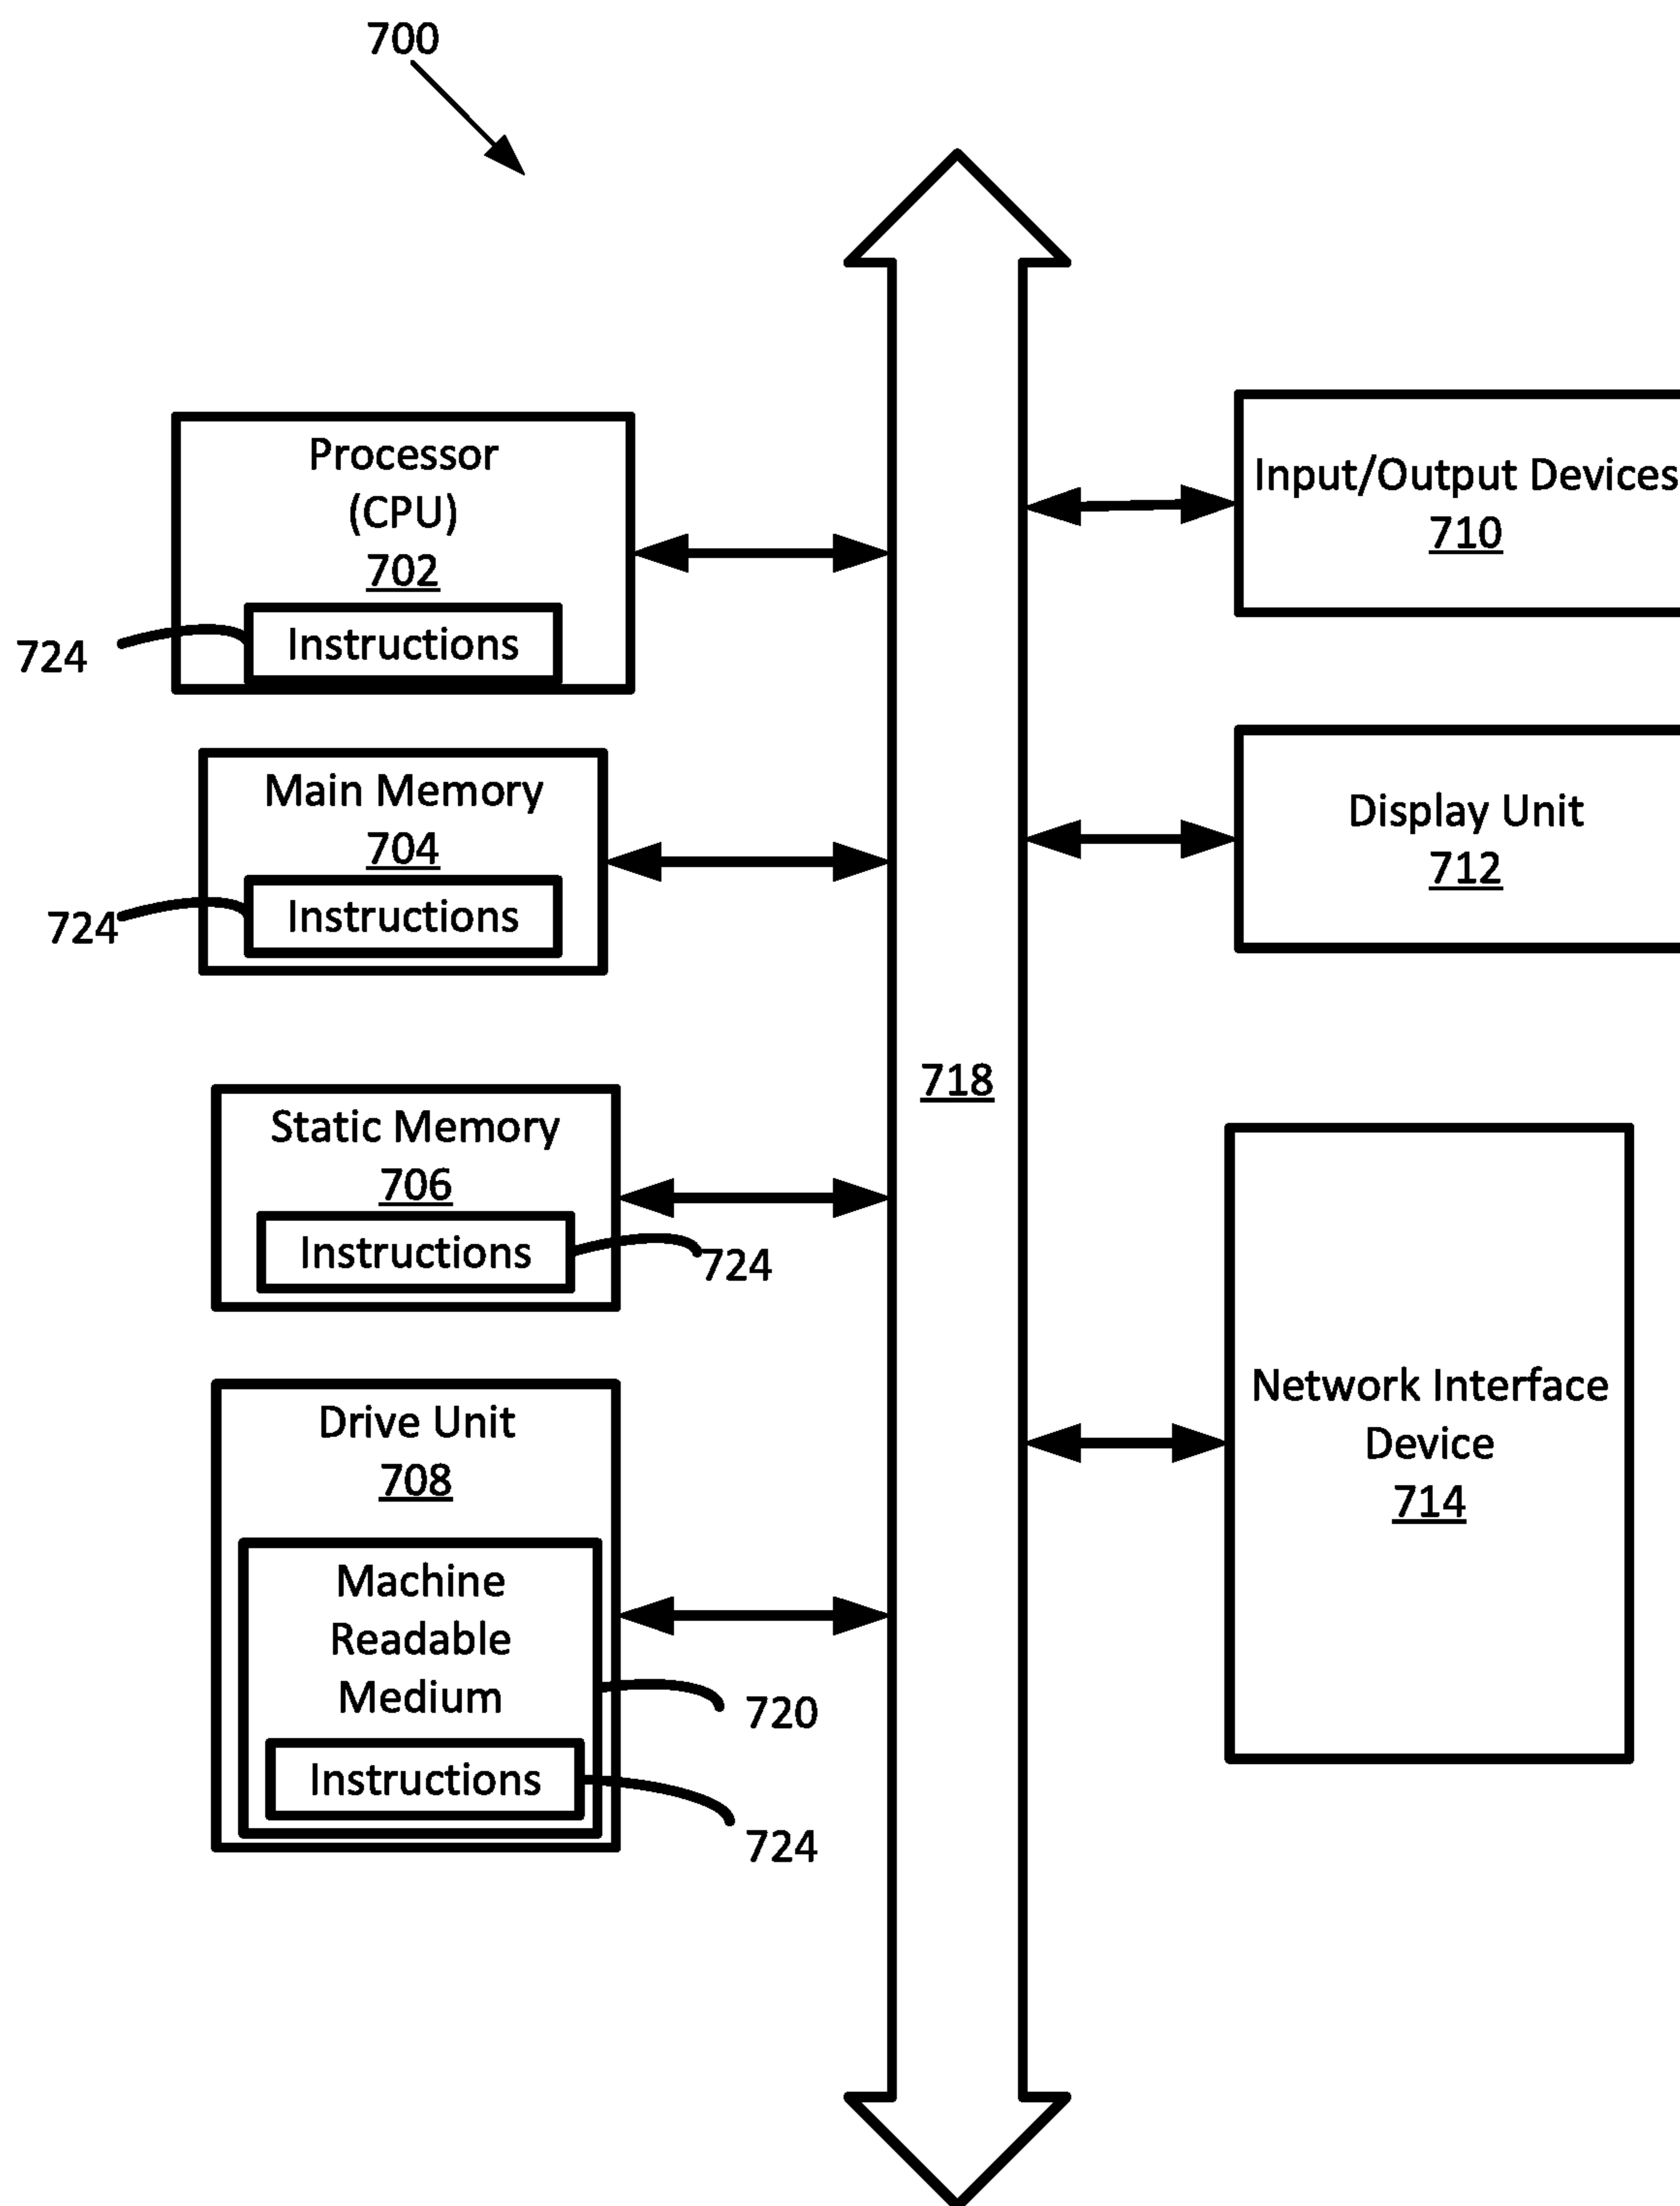 700
Processor
(CPU)
702
Instructions
724
Main Memory
704
Instructions
724
Static Memory
706
Instructions
724
Drive Unit
708
Machine
Readable
Medium
720
Instructions
724
718
Input/Output Devices
710
Display Unit
712
Network Interface
Device
714